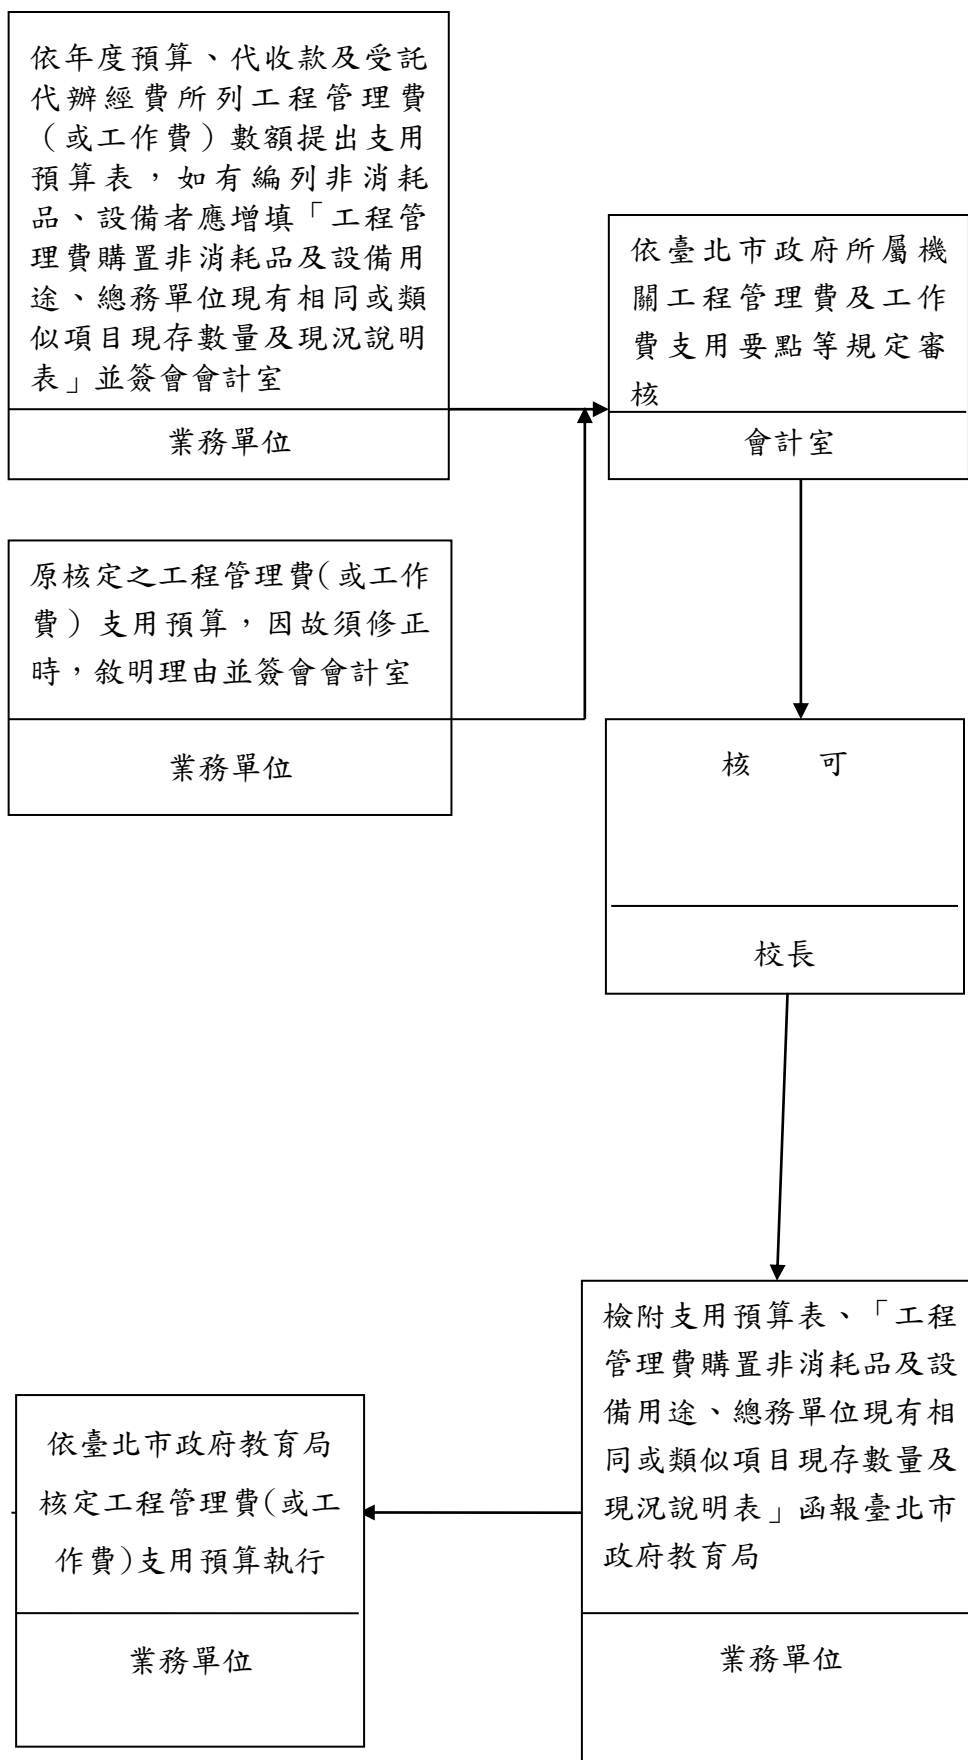 依年度預算、代收款及受託
代辦經費所列工程管理費
（或工作費）數額提出支用
預算表，如有編列非消耗
品、設備者應增填「工程管
理費購置非消耗品及設備用
途、總務單位現有相同或類
似項目現存數量及現況說明
表」並簽會會計室
業務單位
依臺北市政府所屬機
關工程管理費及工作
費支用要點等規定審
核
會計室
原核定之工程管理費(或工作
費）支用預算，因故須修正
時，敘明理由並簽會會計室
業務單位
核　　可
校長
檢附支用預算表、「工程
管理費購置非消耗品及設
備用途、總務單位現有相
同或類似項目現存數量及
現況說明表」函報臺北市
政府教育局
業務單位
依臺北市政府教育局
核定工程管理費(或工
作費)支用預算執行
業務單位